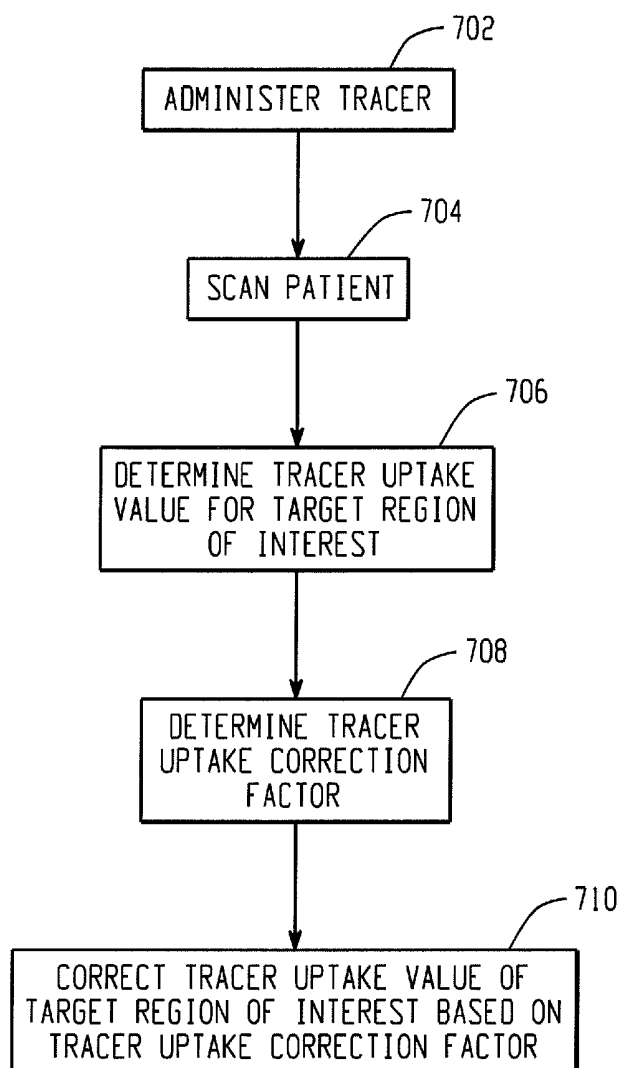 702
ADMINISTER TRACER
704
SCAN PATIENT
706
DETERMINE TRACER UPTAKE
VALUE FOR TARGET REGION
OF INTEREST
708
DETERMINE TRACER
UPTAKE CORRECTION
FACTOR
710
CORRECT TRACER UPTAKE VALUE OF
TARGET REGION OF INTEREST BASED ON
TRACER UPTAKE CORRECTION FACTOR